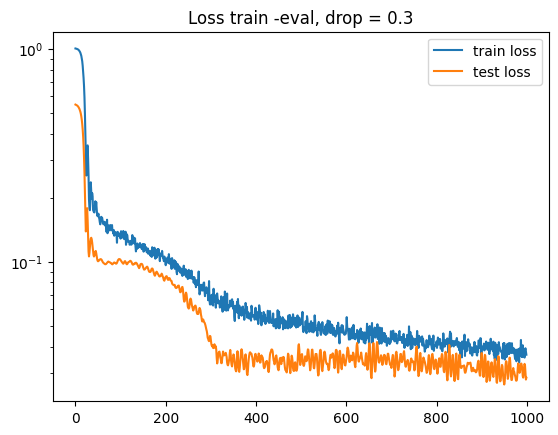 Loss train -eval, drop = 0.3
train loss
test loss
10⁰
10⁻¹
0 200 400 600 800 1000